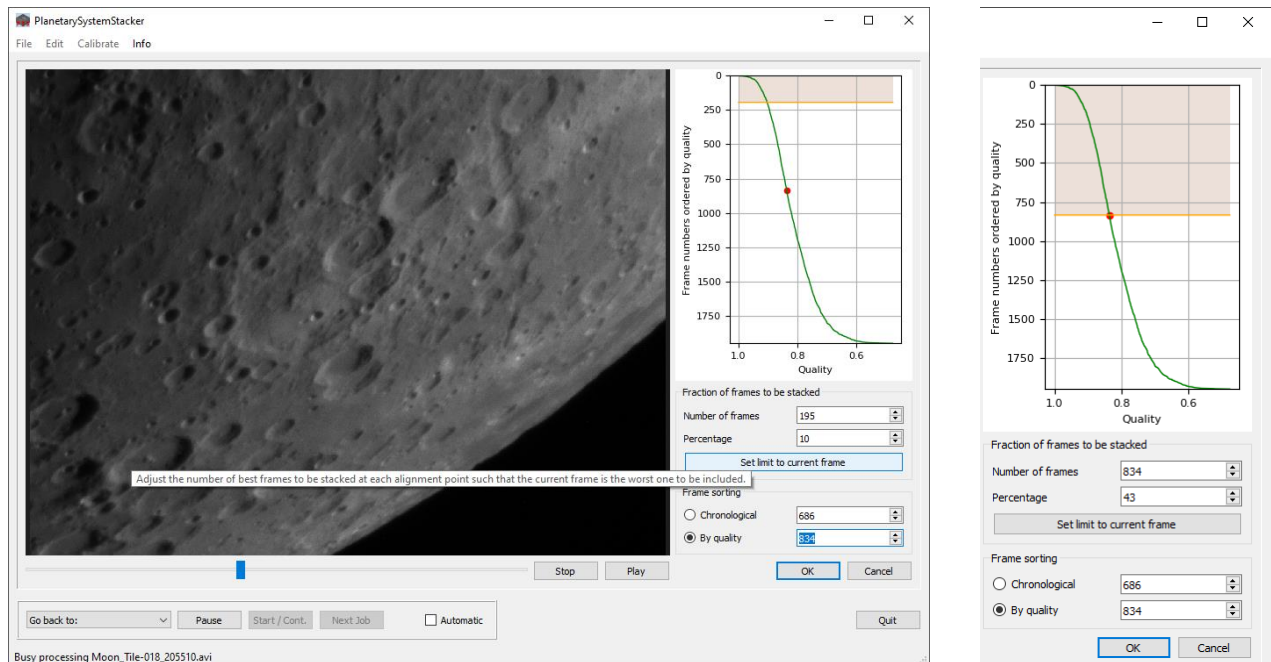 PlanetarySystemStacker
File Edit Calibrate Info
0
250
500
750
1000
1250
1500
1750
Frame numbers ordered by quality
1.0 0.8 0.6
Quality
Fraction of frames to be stacked
Number of frames 195
Percentage 10
Set limit to current frame
Adjust the number of best frames to be stacked at each alignment point such that the current frame is the worst one to be included.
Frame sorting
Chronological 686
By quality 834
Stop Play OK Cancel
Go back to: Pause Start / Cont. Next Job Automatic Quit
Busy processing Moon_Tile-018_205510.avi
0
250
500
750
1000
1250
1500
1750
Frame numbers ordered by quality
1.0 0.8 0.6
Quality
Fraction of frames to be stacked
Number of frames 834
Percentage 43
Set limit to current frame
Frame sorting
Chronological 686
By quality 834
OK Cancel